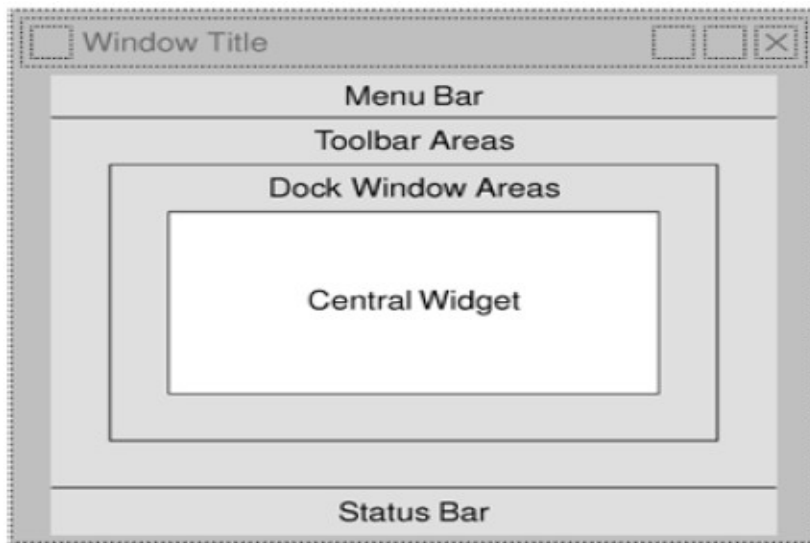 Window Title
Menu Bar
Toolbar Areas
Dock Window Areas
Central Widget
Status Bar